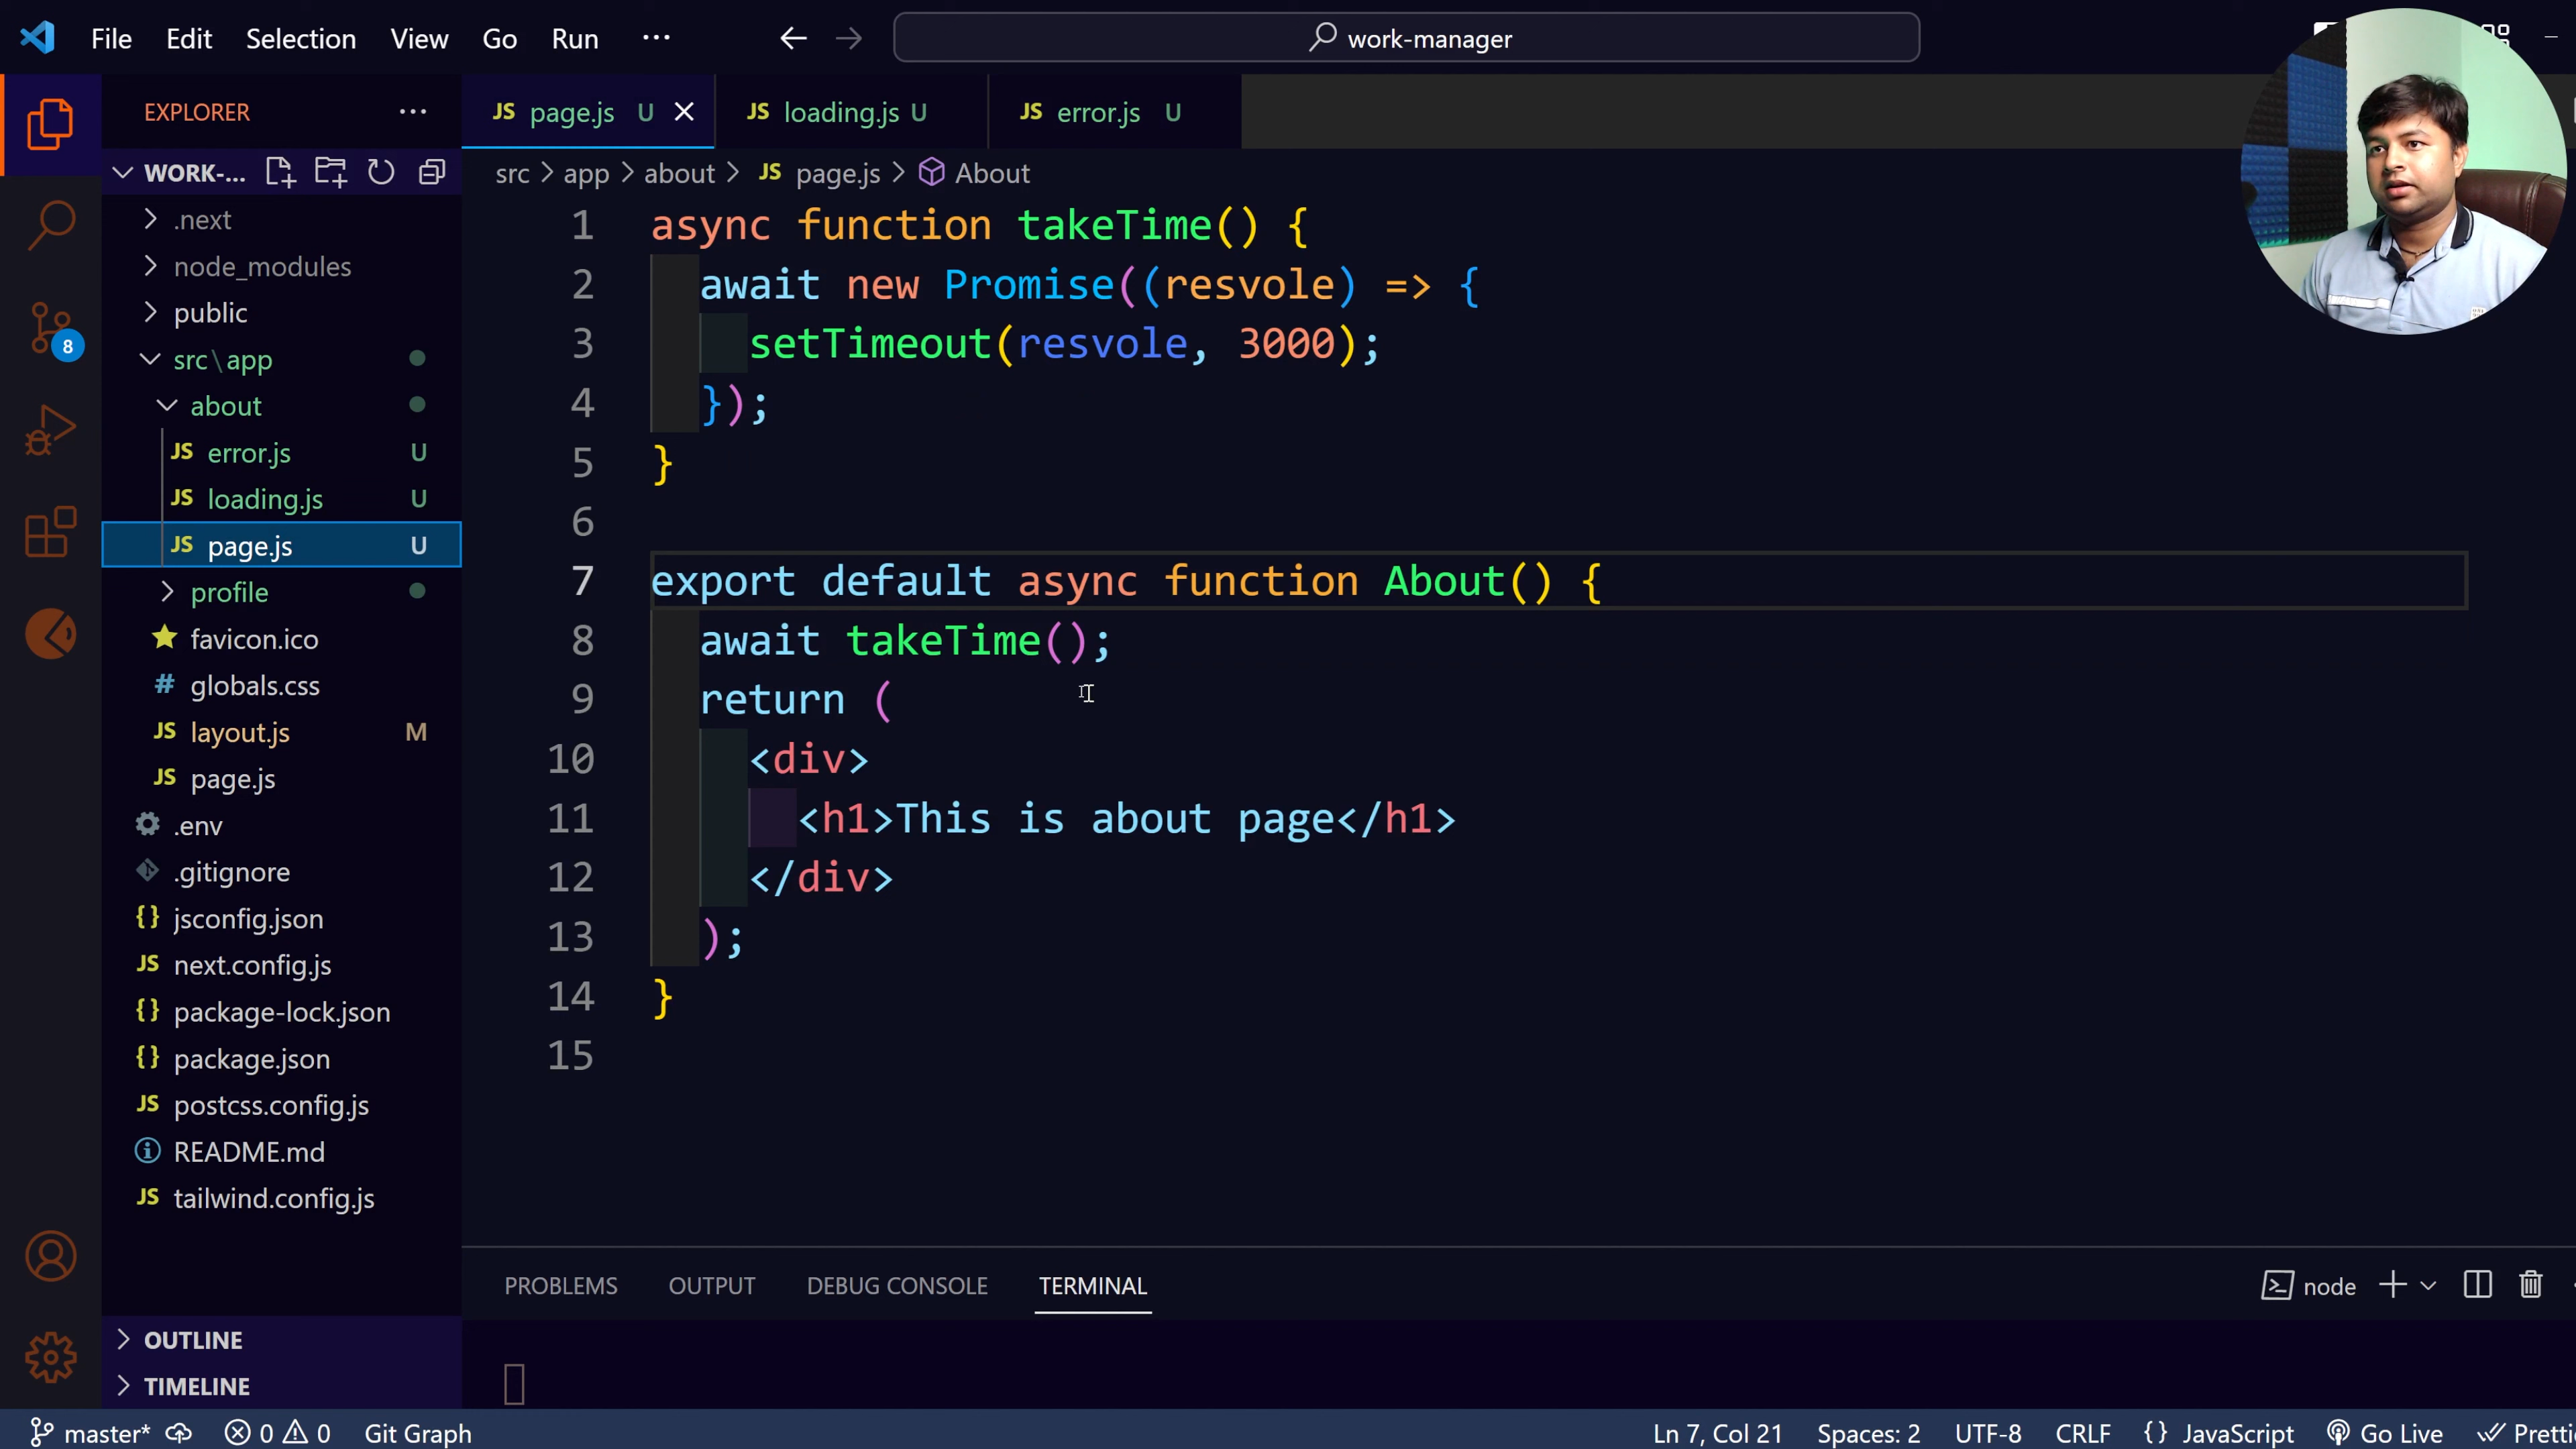 File Edit Selection View Go Run ··· work-manager
EXPLORER ···
JS page.js U JS loading.js U JS error.js U
WORK-...
src > app > about > JS page.js > About
.next
node_modules
public
src\app
about
JS error.js U
JS loading.js U
JS page.js U
profile
favicon.ico
# globals.css
JS layout.js M
JS page.js
.env
.gitignore
{} jsconfig.json
JS next.config.js
{} package-lock.json
{} package.json
JS postcss.config.js
README.md
JS tailwind.config.js
OUTLINE
TIMELINE
8
1 async function takeTime() {
2 await new Promise((resvole) => {
3 setTimeout(resvole, 3000);
4 });
5 }
6
7 export default async function About() {
8 await takeTime();
9 return (
10 <div>
11 <h1>This is about page</h1>
12 </div>
13 );
14 }
15
PROBLEMS OUTPUT DEBUG CONSOLE TERMINAL node
master* 0 0 Git Graph Ln 7, Col 21 Spaces: 2 UTF-8 CRLF {} JavaScript Go Live Pretti